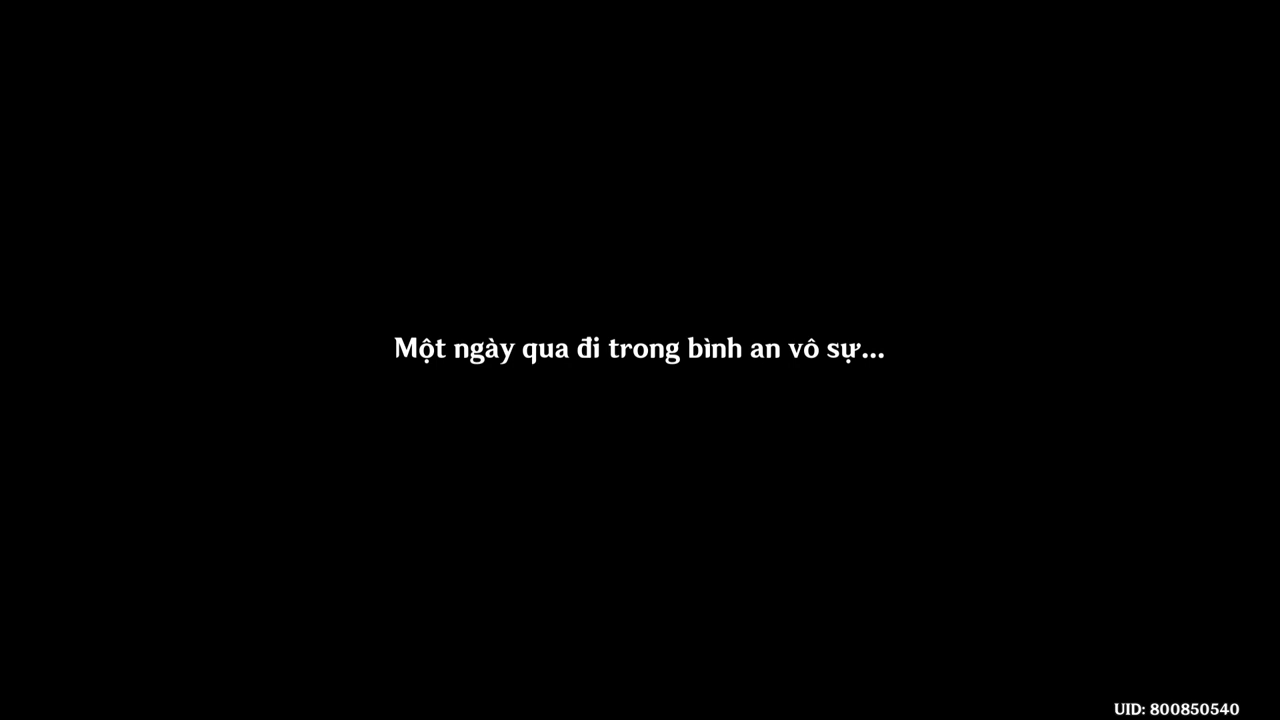 Một ngày qua đi trong bình an vô sự...
UID: 800850540